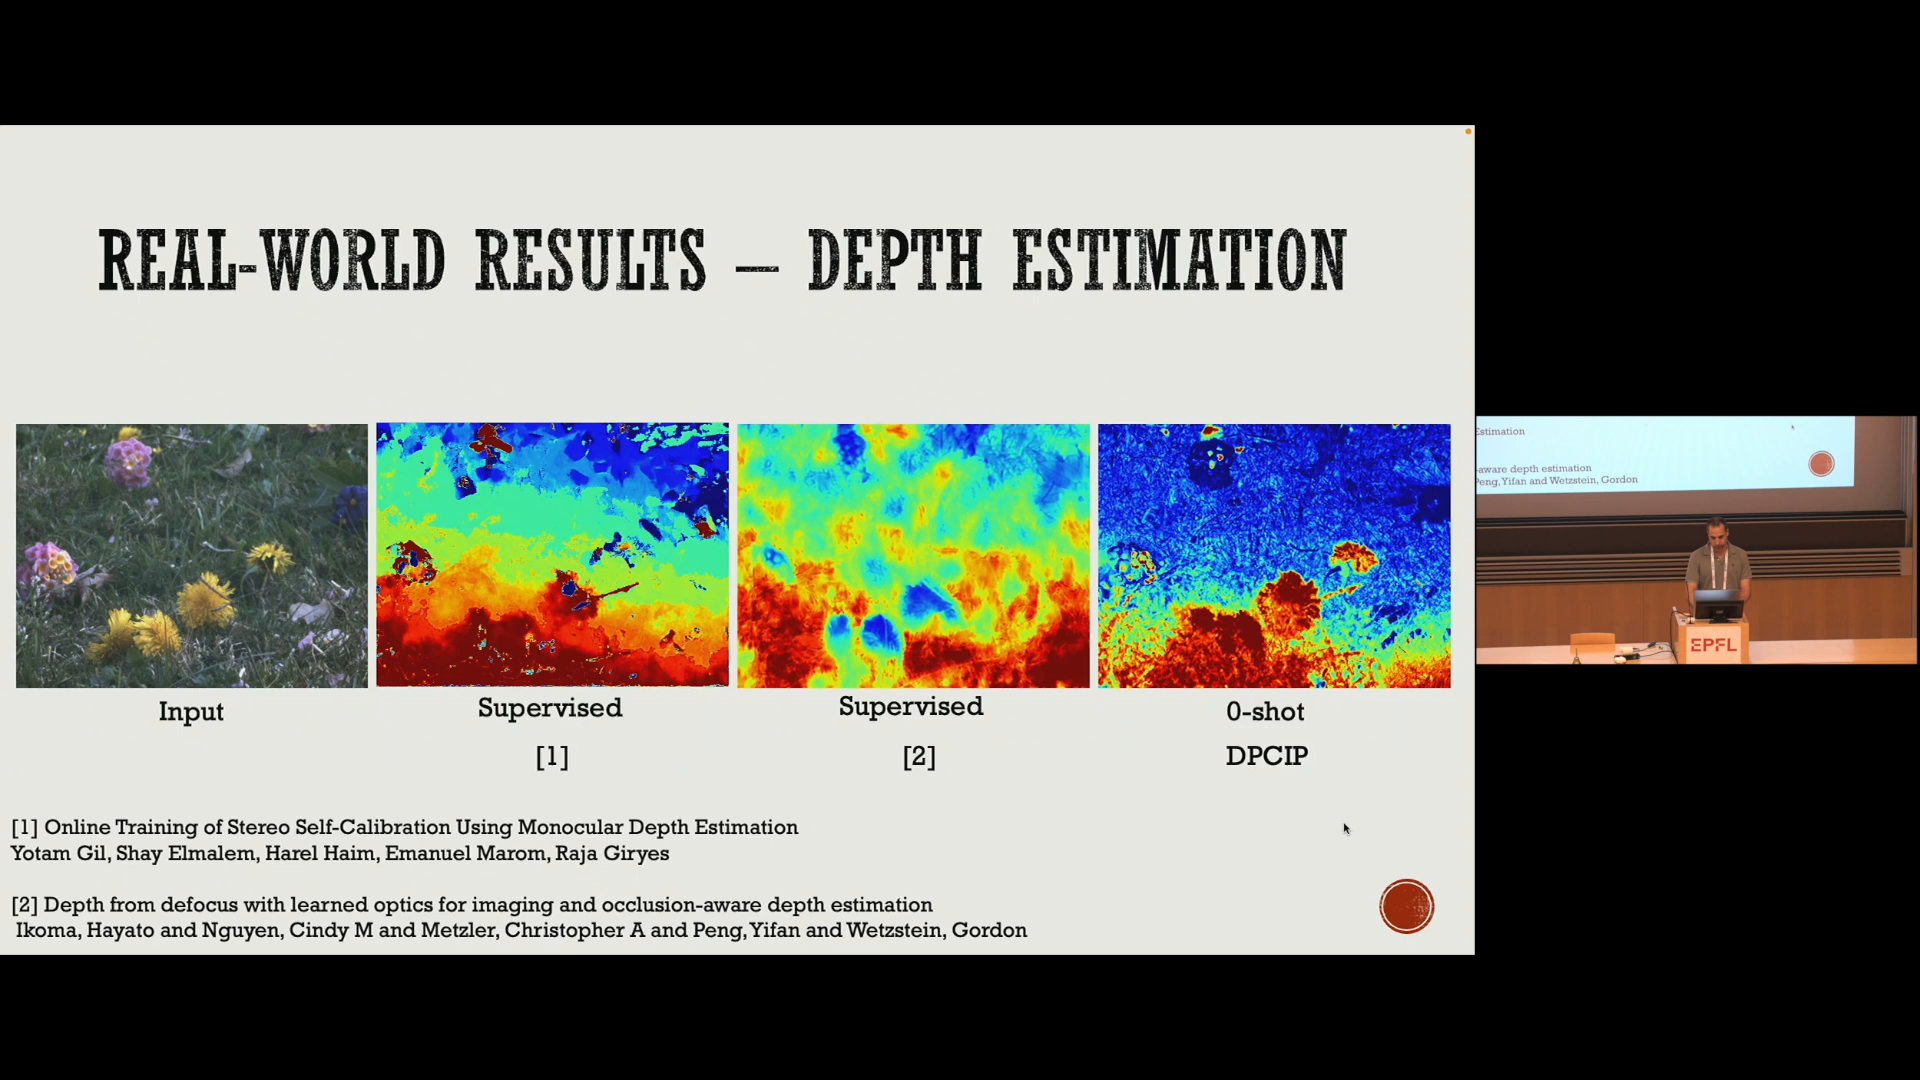 REAL-WORLD RESULTS – DEPTH ESTIMATION
Input
Supervised
[1]
Supervised
[2]
0-shot
DPCIP
[1] Online Training of Stereo Self-Calibration Using Monocular Depth Estimation
Yotam Gil, Shay Elmalem, Harel Haim, Emanuel Marom, Raja Giryes
[2] Depth from defocus with learned optics for imaging and occlusion-aware depth estimation
Ikoma, Hayato and Nguyen, Cindy M and Metzler, Christopher A and Peng, Yifan and Wetzstein, Gordon
Estimation
-aware depth estimation
Peng, Yifan and Wetzstein, Gordon
EPFL